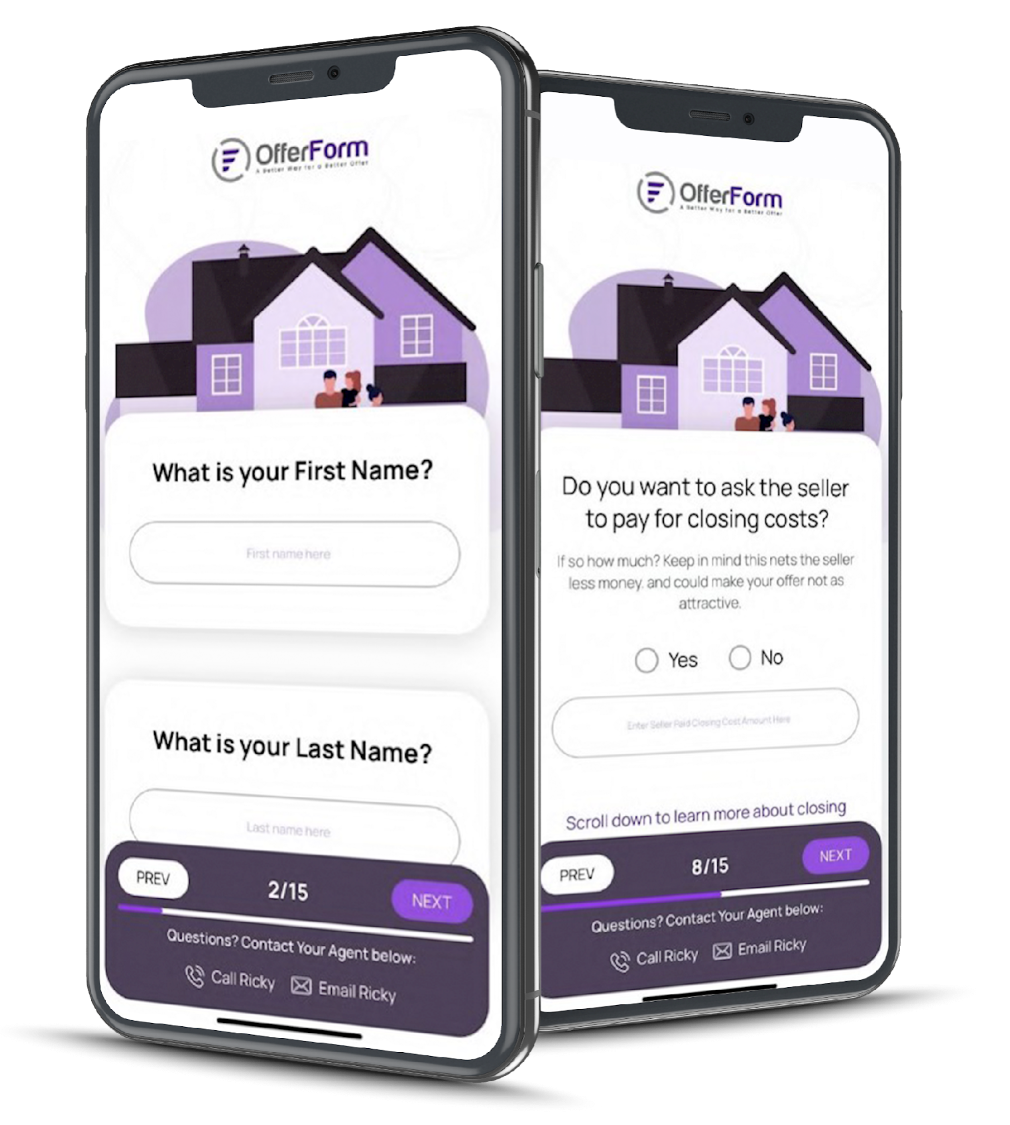 OfferForm
A Better Way for a Better Offer
What is your First Name?
First name here
What is your Last Name?
Last name here
PREV
2/15
NEXT
Questions? Contact Your Agent below:
Call Ricky
Email Ricky
OfferForm
A Better Way for a Better Offer
Do you want to ask the seller
to pay for closing costs?
If so how much? Keep in mind this nets the seller
less money. and could make your offer not as
attractive.
Yes
No
Enter Seller Paid Closing Cost Amount Here
Scroll down to learn more about closing
PREV
8/15
NEXT
Questions? Contact Your Agent below:
Call Ricky
Email Ricky